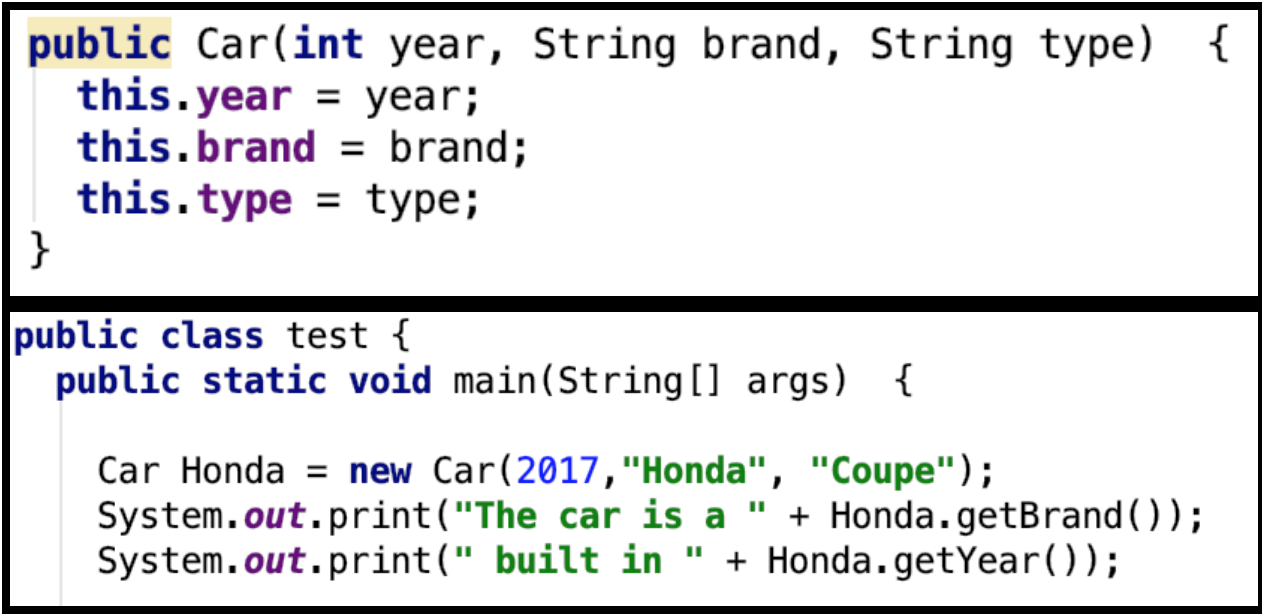 public Car(int year, String brand, String type)  {
  this.year = year;
  this.brand = brand;
  this.type = type;
}
public class test {
  public static void main(String[] args)  {
    Car Honda = new Car(2017,"Honda", "Coupe");
    System.out.print("The car is a " + Honda.getBrand());
    System.out.print(" built in " + Honda.getYear());